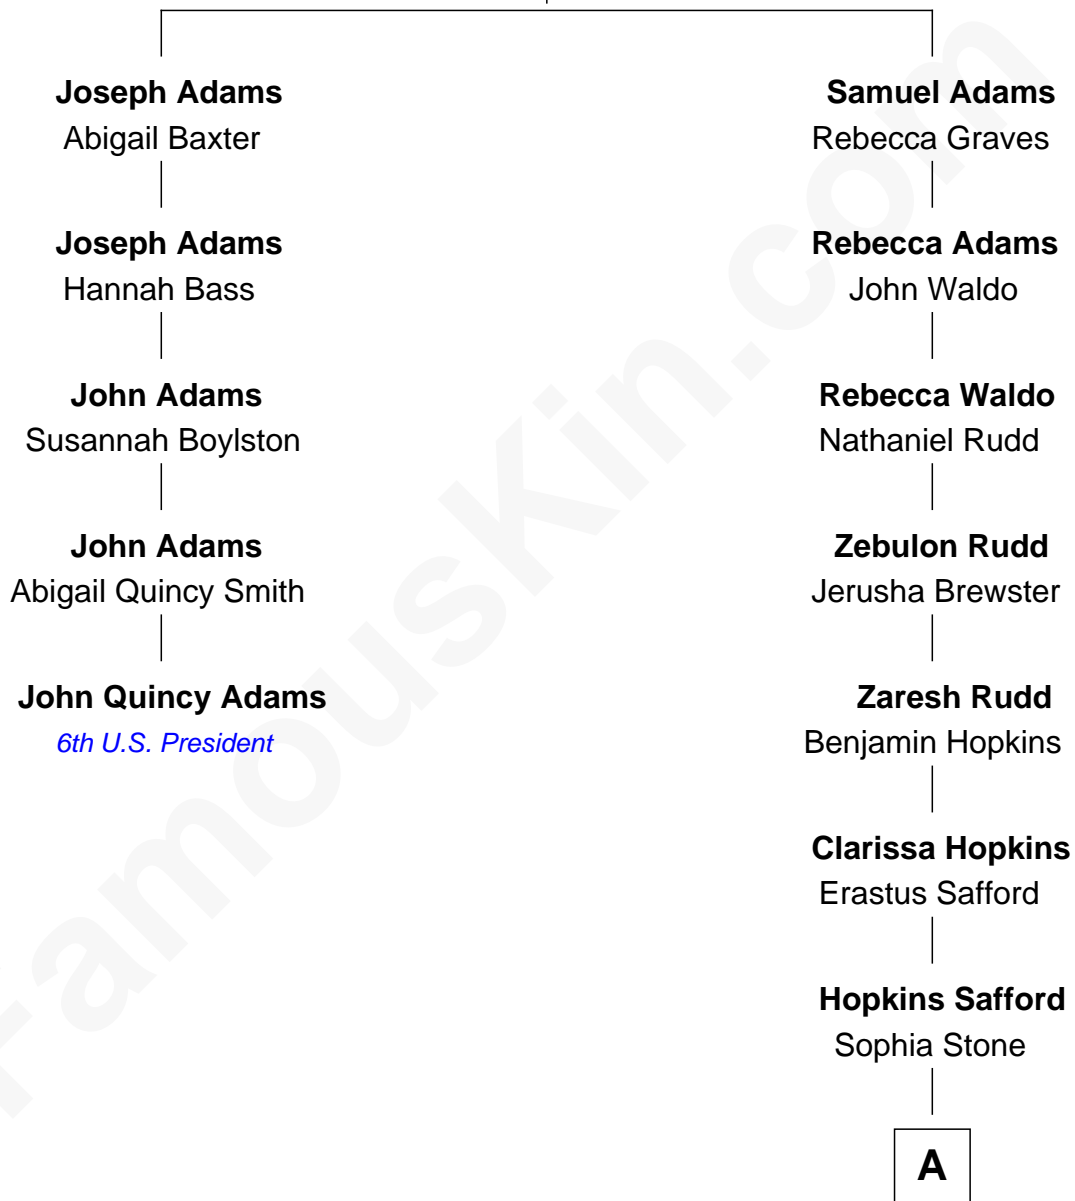 Joseph Adams
Abigail Baxter
Joseph Adams
Hannah Bass
John Adams
Susannah Boylston
John Adams
Abigail Quincy Smith
John Quincy Adams
6th U.S. President
Samuel Adams
Rebecca Graves
Rebecca Adams
John Waldo
Rebecca Waldo
Nathaniel Rudd
Zebulon Rudd
Jerusha Brewster
Zaresh Rudd
Benjamin Hopkins
Clarissa Hopkins
Erastus Safford
Hopkins Safford
Sophia Stone
A
FamousKin.com